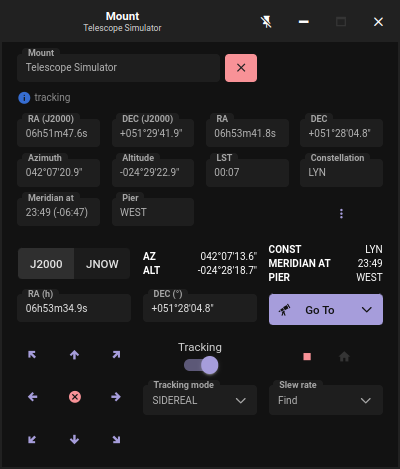 Mount
Telescope Simulator
Mount
Telescope Simulator
tracking
RA (J2000) DEC (J2000) RA DEC
06h51m47.6s +051°29'41.9" 06h53m41.8s +051°28'04.8"
Azimuth Altitude LST Constellation
042°07'20.9" -024°29'22.9" 00:07 LYN
Meridian at Pier
23:49 (-06:47) WEST
J2000 JNOW
AZ 042°07'13.6"
ALT -024°28'18.7"
CONST LYN
MERIDIAN AT 23:49
PIER WEST
RA (h) DEC (°)
06h53m34.9s +051°28'04.8" Go To
Tracking
Tracking mode Slew rate
SIDEREAL Find